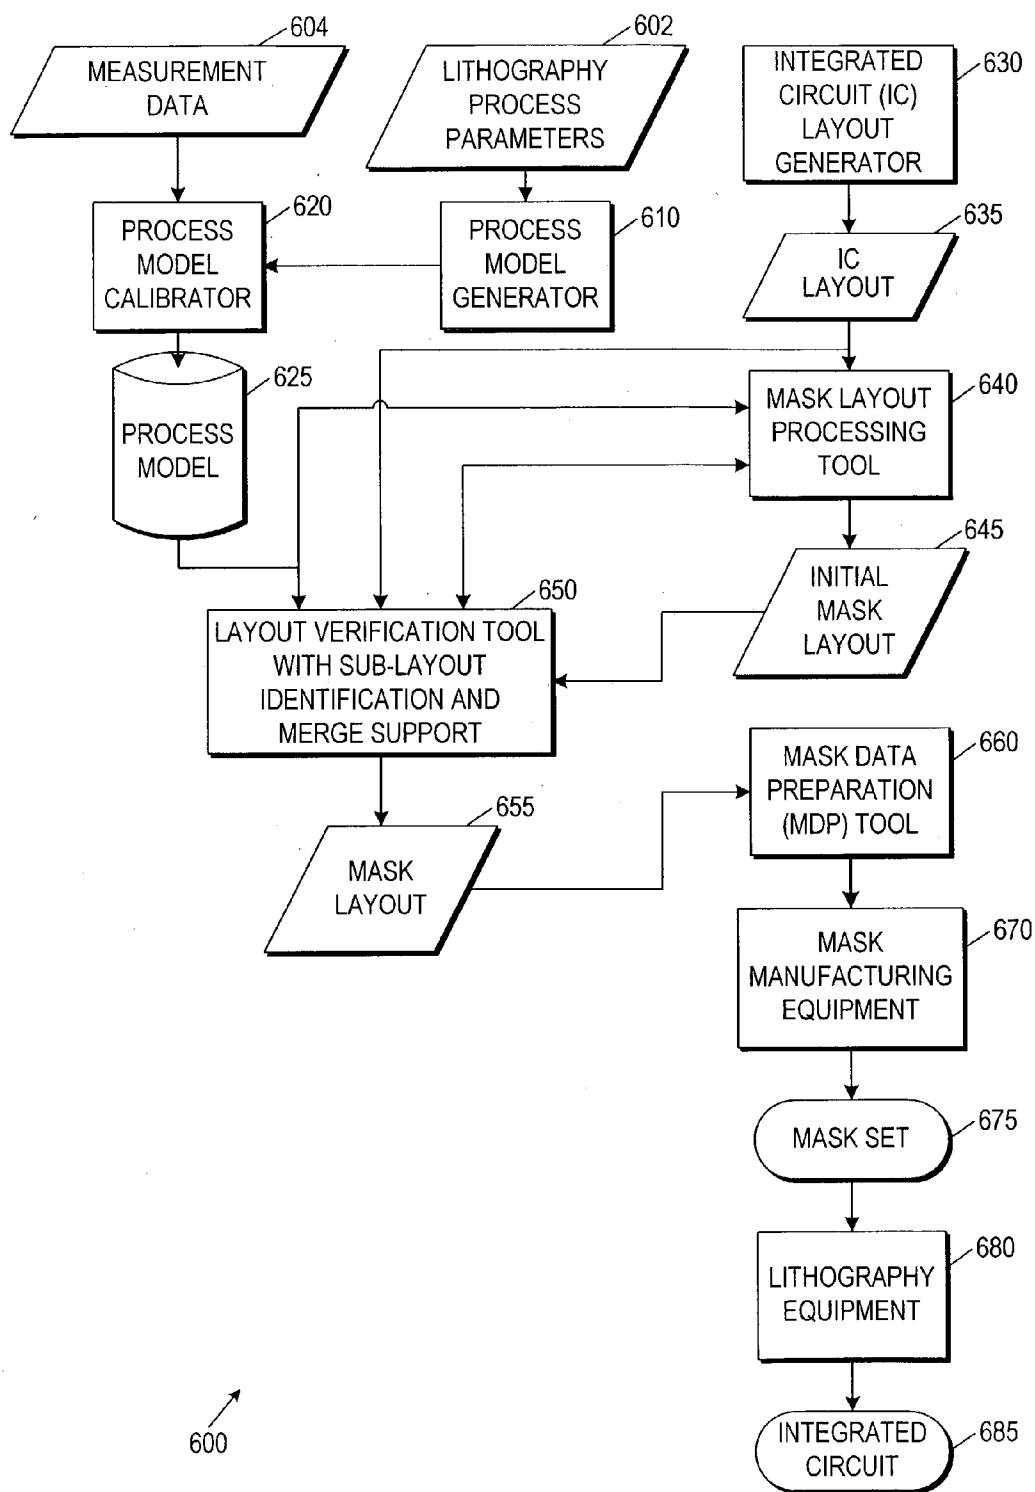 604
MEASUREMENT
DATA
602
LITHOGRAPHY
PROCESS
PARAMETERS
INTEGRATED
CIRCUIT (IC)
LAYOUT
GENERATOR
630
620
PROCESS
MODEL
CALIBRATOR
610
PROCESS
MODEL
GENERATOR
635
IC
LAYOUT
625
PROCESS
MODEL
640
MASK LAYOUT
PROCESSING
TOOL
645
INITIAL
MASK
LAYOUT
650
LAYOUT VERIFICATION TOOL
WITH SUB-LAYOUT
IDENTIFICATION AND
MERGE SUPPORT
655
MASK
LAYOUT
660
MASK DATA
PREPARATION
(MDP) TOOL
670
MASK
MANUFACTURING
EQUIPMENT
675
MASK SET
680
LITHOGRAPHY
EQUIPMENT
685
INTEGRATED
CIRCUIT
600